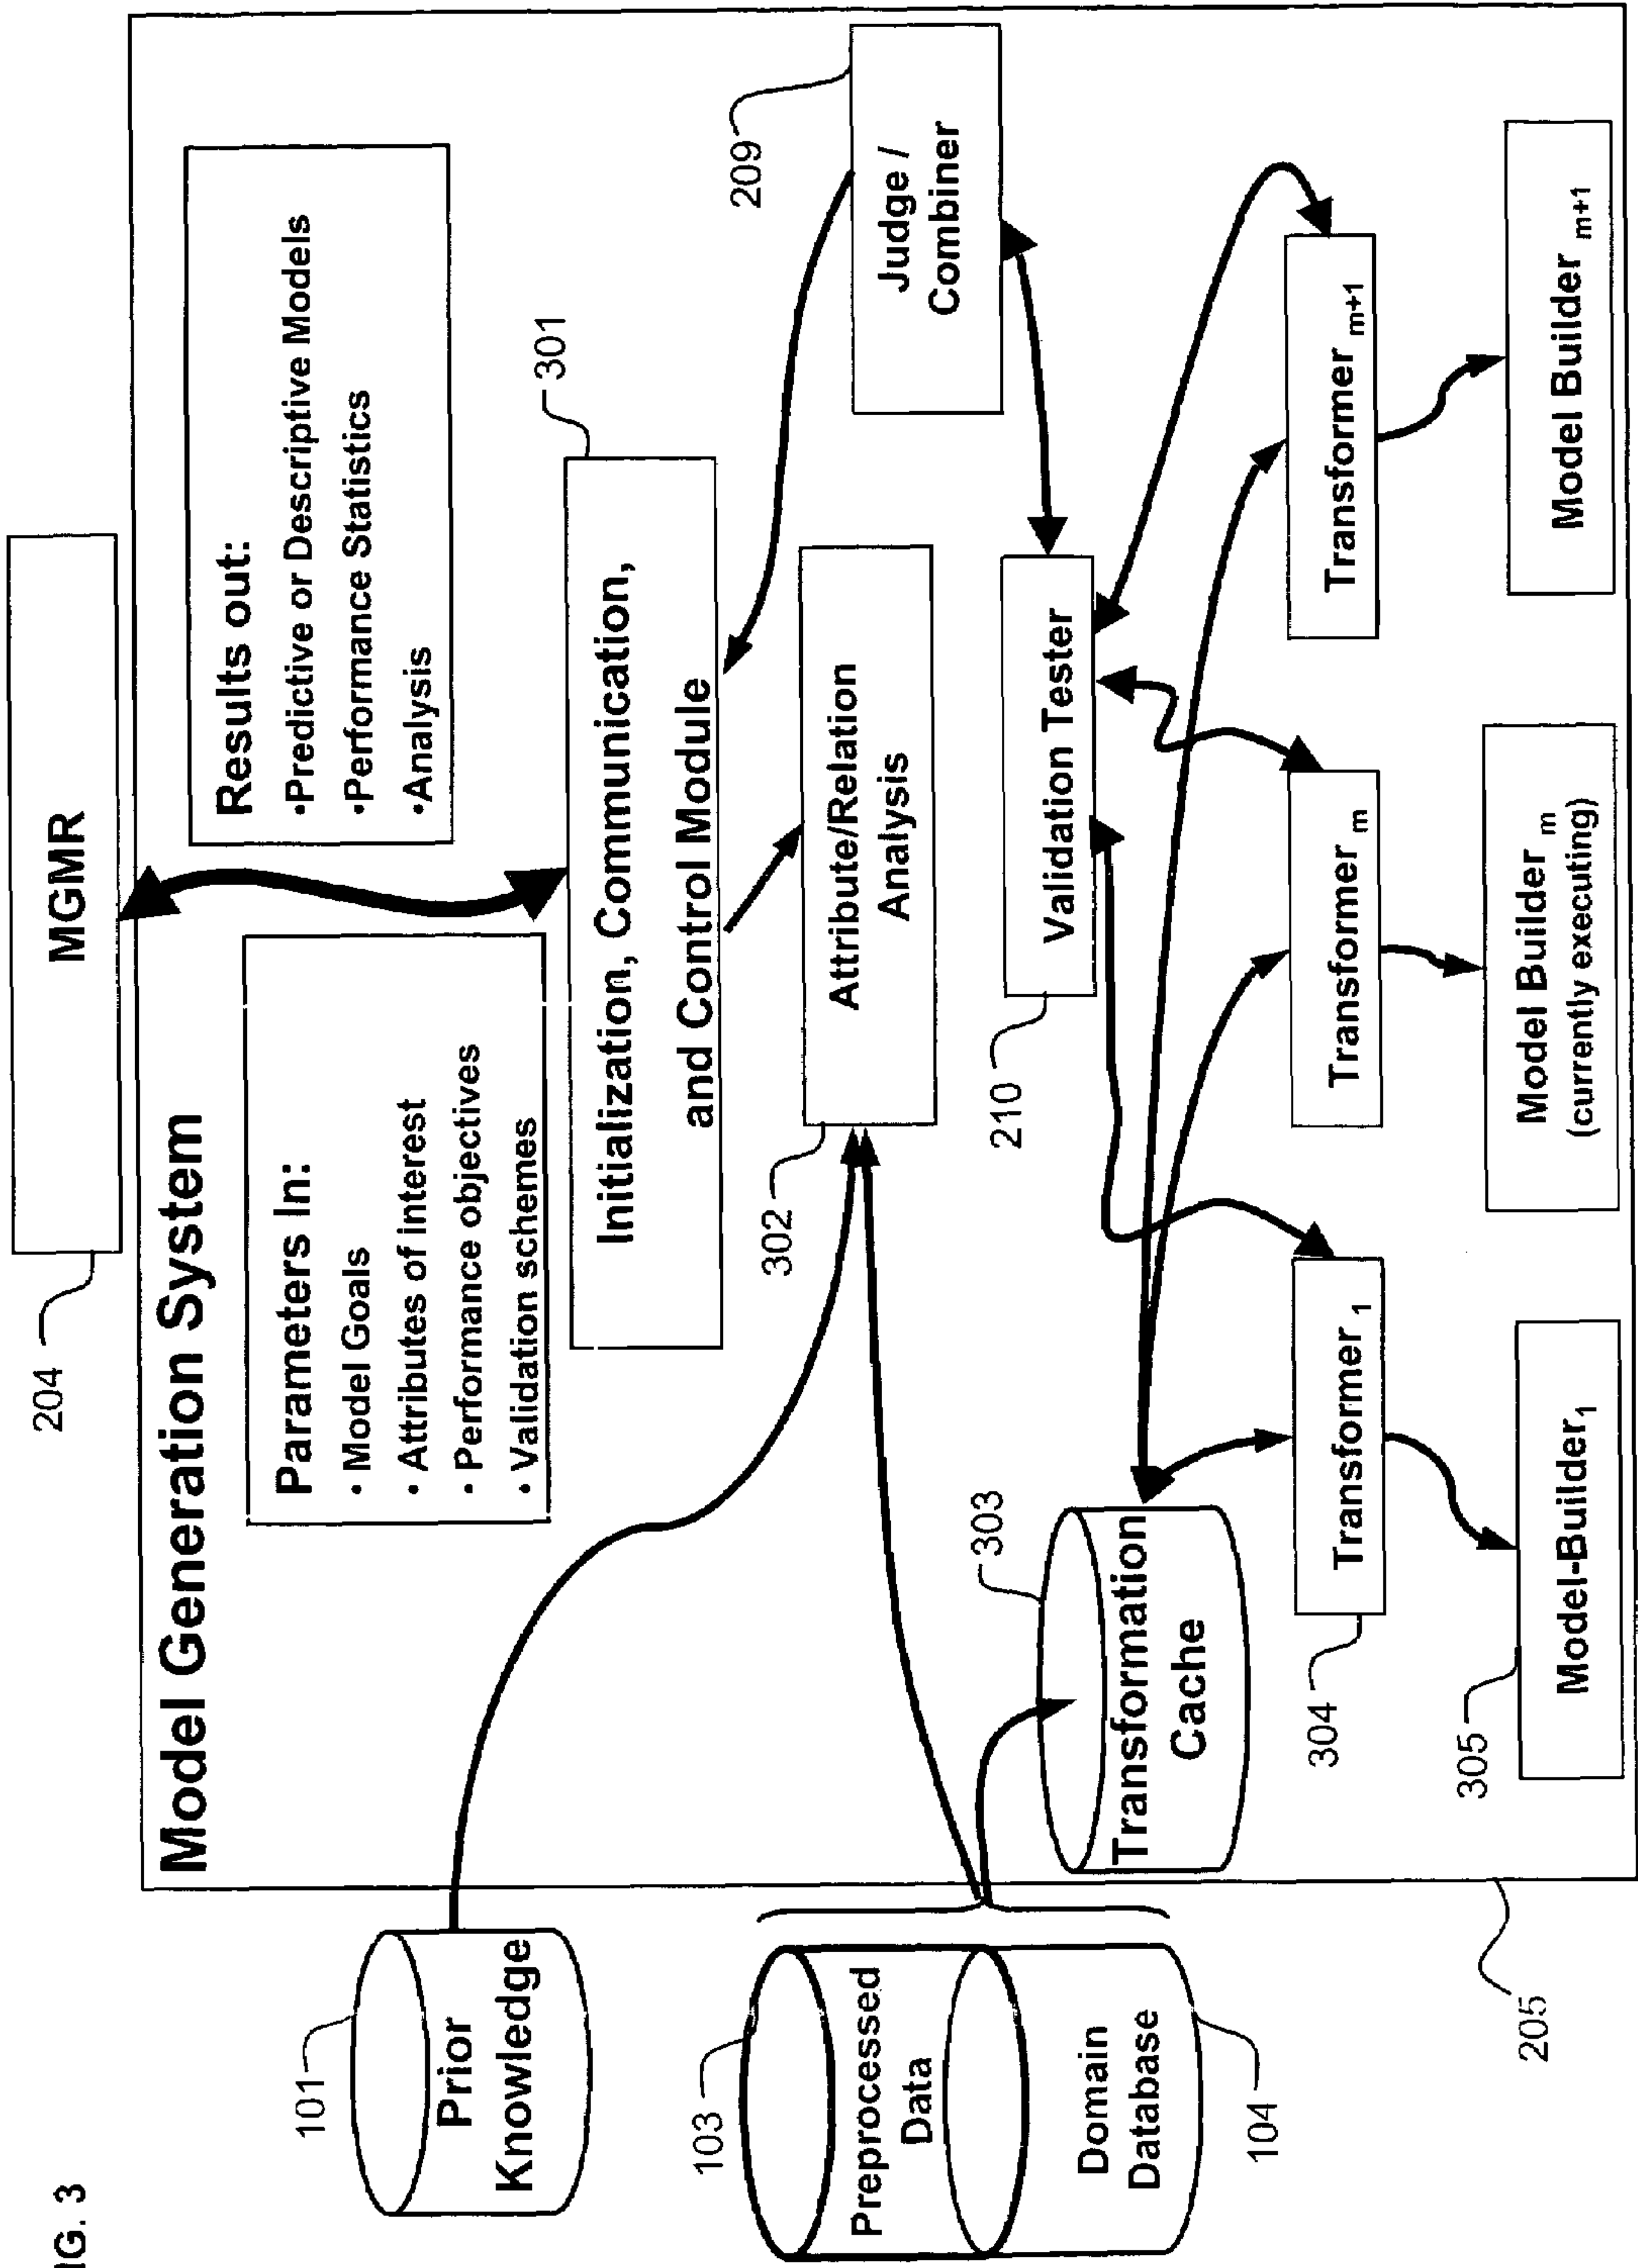 IG. 3
MGMR
204
Model Generation System
Parameters In:
• Model Goals
• Attributes of interest
• Performance objectives
• Validation schemes
Results out:
•Predictive or Descriptive Models
•Performance Statistics
•Analysis
301
Initialization, Communication,
and Control Module
101
Prior
Knowledge
302
Attribute/Relation
Analysis
209
Judge /
Combiner
103
Preprocessed
Data
Domain
Database
104
303
Transformation
Cache
210
Validation Tester
304
Transformer 1
Transformer m
Transformer m+1
305
Model-Builder1
Model Builder m
(currently executing)
Model Builder m+1
205